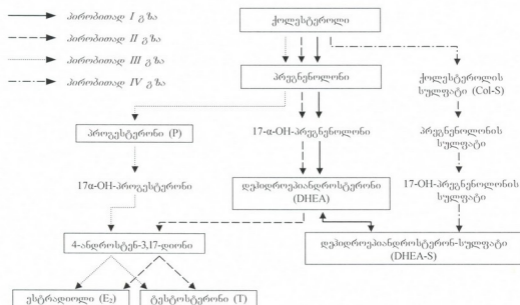 პირობითად I გზა
პირობითად II გზა
პირობითად III გზა
პირობითად IV გზა
ქოლესტეროლი
პრეგნენოლონი
ქოლესტეროლის
სულფატი (Col-S)
პროგესტერონი (P)
17-α-OH-პრეგნენოლონი
პრეგნენოლონის
სულფატი
17α-OH-პროგესტერონი
დეჰიდროეპიანდროსტერონი
(DHEA)
17-OH-პრეგნენოლონის
სულფატი
4-ანდროსტენ-3,17-დიონი
დეჰიდროეპიანდროსტერონ-სულფატი
(DHEA-S)
ესტრადიოლი (E₂)
ტესტოსტერონი (T)